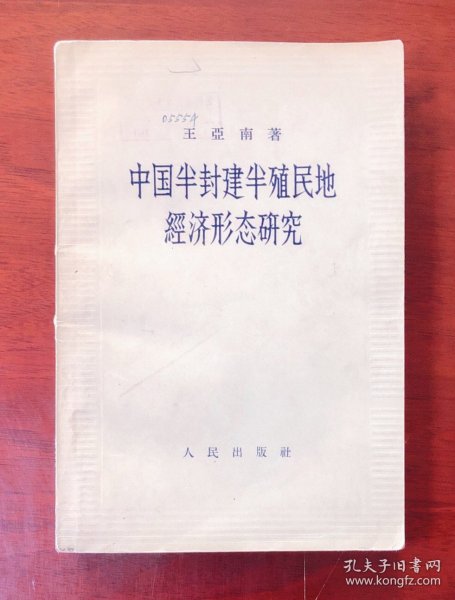 05554
王亞南著
中国半封建半殖民地
經济形态研究
人民出版社
孔夫子旧书网
www.kongfz.com